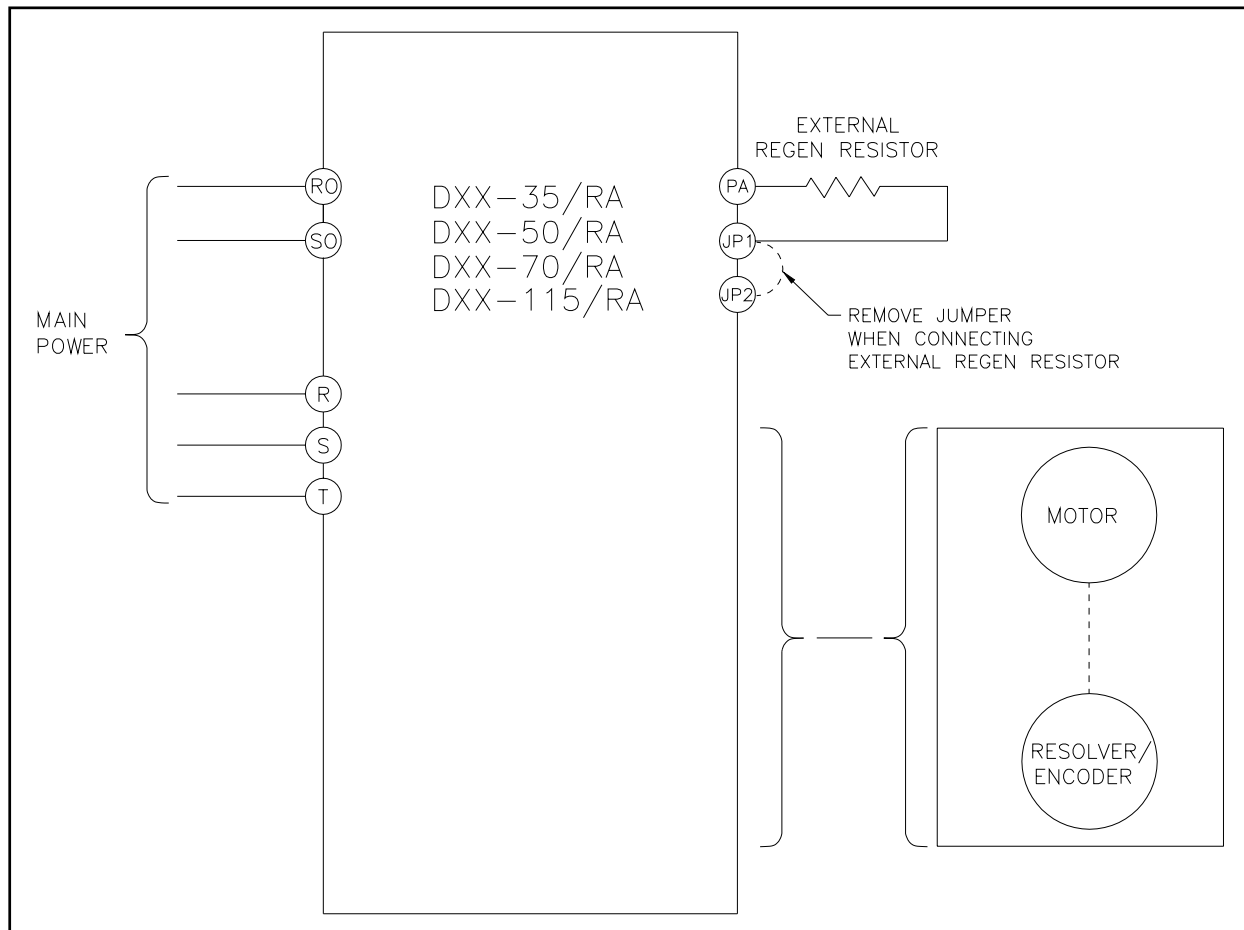 EXTERNAL
REGEN RESISTOR
RO
SO
DXX-35/RA
DXX-50/RA
DXX-70/RA
DXX-115/RA
PA
JP1
JP2
MAIN
POWER
REMOVE JUMPER
WHEN CONNECTING
EXTERNAL REGEN RESISTOR
R
S
T
MOTOR
RESOLVER/
ENCODER